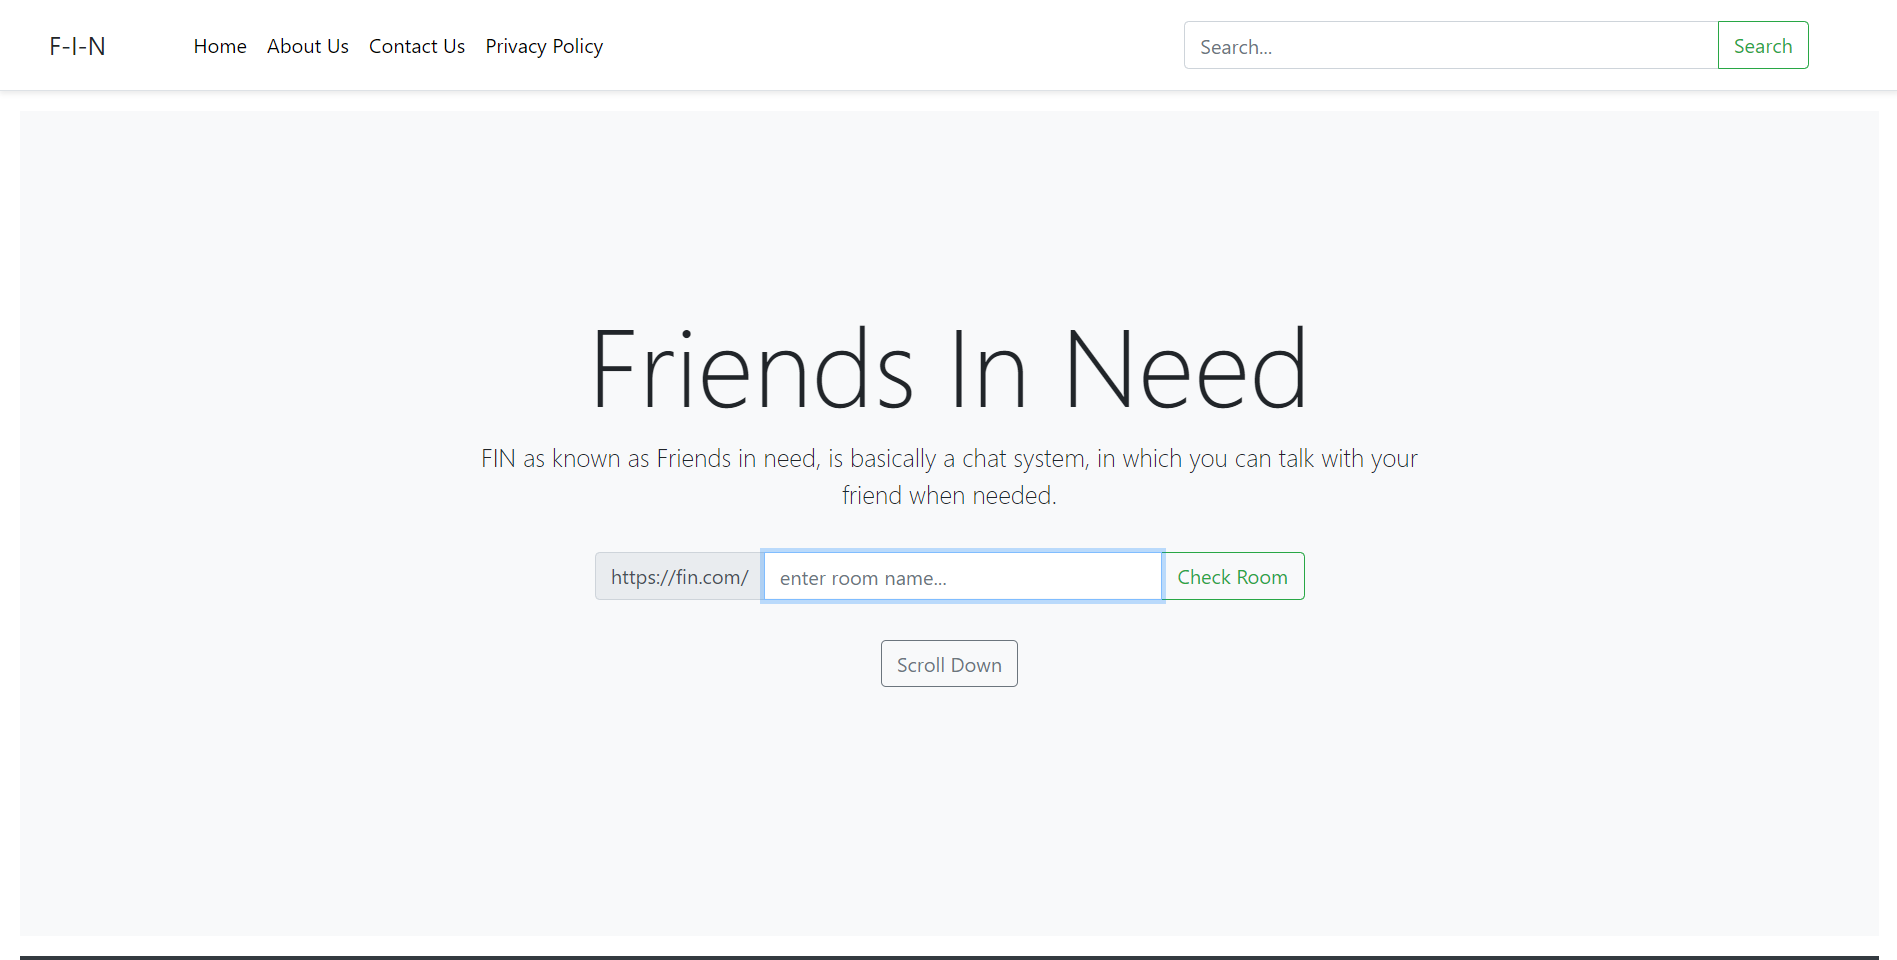 F-I-N Home About Us Contact Us Privacy Policy Search... Search
Friends In Need
FIN as known as Friends in need, is basically a chat system, in which you can talk with your
friend when needed.
https://fin.com/ enter room name... Check Room
Scroll Down